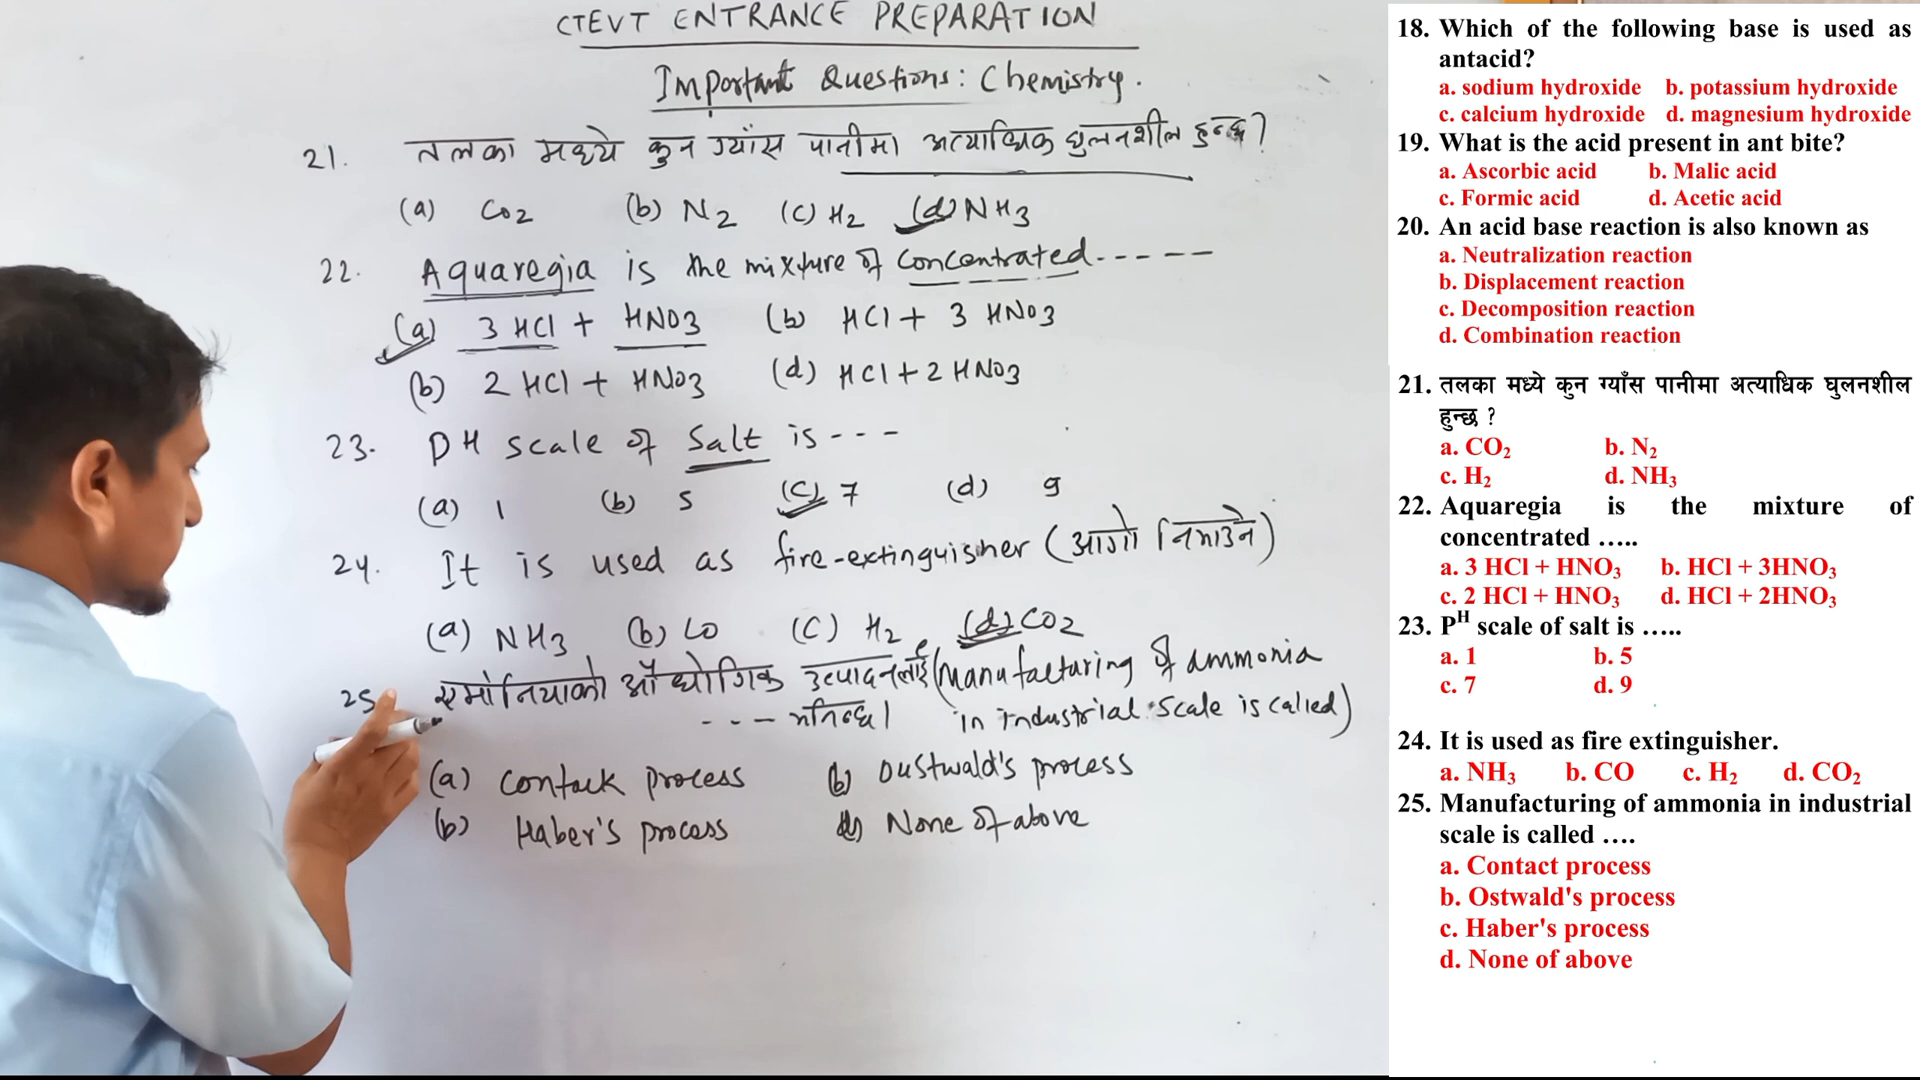 CTEVT ENTRANCE PREPARATION
Important Questions: Chemistry.
21. तलका मध्ये कुन ग्याँस पानीमा अत्याधिक घुलनशील हुन्छ?
(a) CO2 (b) N2 (c) H2 (d) NH3
22. Aquaregia is the mixture of concentrated------
(a) 3 HCl + HNO3 (b) HCl + 3 HNO3
(b) 2 HCl + HNO3 (d) HCl + 2 HNO3
23. PH scale of Salt is ---
(a) 1 (b) 5 (c) 7 (d) 9
24. It is used as fire-extinguisher (आगो निभाउने)
(a) NH3 (b) CO (c) H2 (d) CO2
25. एमोनियाको औद्योगिक उत्पादनलाई (Manufacturing of ammonia
--- भनिन्छ। in industrial scale is called)
(a) Contack process (b) Oustwald's process
(b) Haber's process (d) None of above
18. Which of the following base is used as
antacid?
a. sodium hydroxide b. potassium hydroxide
c. calcium hydroxide d. magnesium hydroxide
19. What is the acid present in ant bite?
a. Ascorbic acid b. Malic acid
c. Formic acid d. Acetic acid
20. An acid base reaction is also known as
a. Neutralization reaction
b. Displacement reaction
c. Decomposition reaction
d. Combination reaction
21. तलका मध्ये कुन ग्याँस पानीमा अत्याधिक घुलनशील
हुन्छ ?
a. CO₂ b. N₂
c. H₂ d. NH₃
22. Aquaregia is the mixture of
concentrated …..
a. 3 HCl + HNO₃ b. HCl + 3HNO₃
c. 2 HCl + HNO₃ d. HCl + 2HNO₃
23. Pᴴ scale of salt is …..
a. 1 b. 5
c. 7 d. 9
24. It is used as fire extinguisher.
a. NH₃ b. CO c. H₂ d. CO₂
25. Manufacturing of ammonia in industrial
scale is called ….
a. Contact process
b. Ostwald's process
c. Haber's process
d. None of above